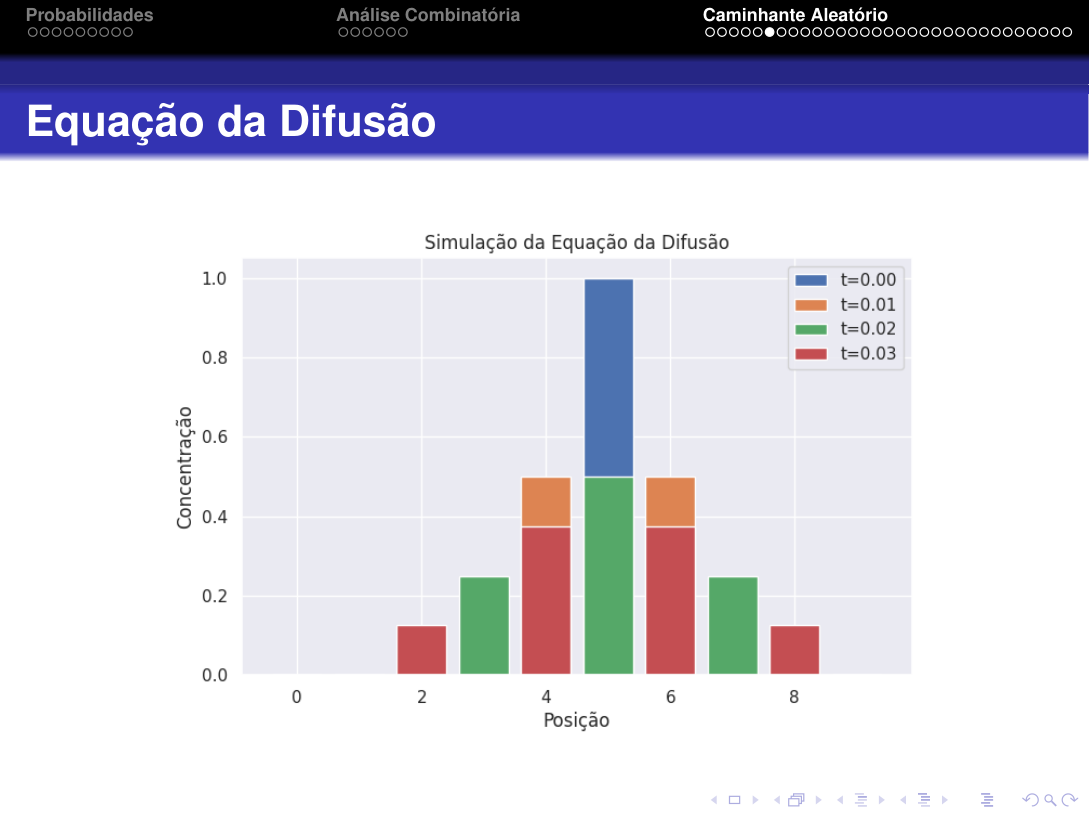 Probabilidades
Análise Combinatória
Caminhante Aleatório
Equação da Difusão
Simulação da Equação da Difusão
t=0.00
t=0.01
t=0.02
t=0.03
1.0
0.8
0.6
0.4
0.2
0.0
Concentração
0 2 4 6 8
Posição